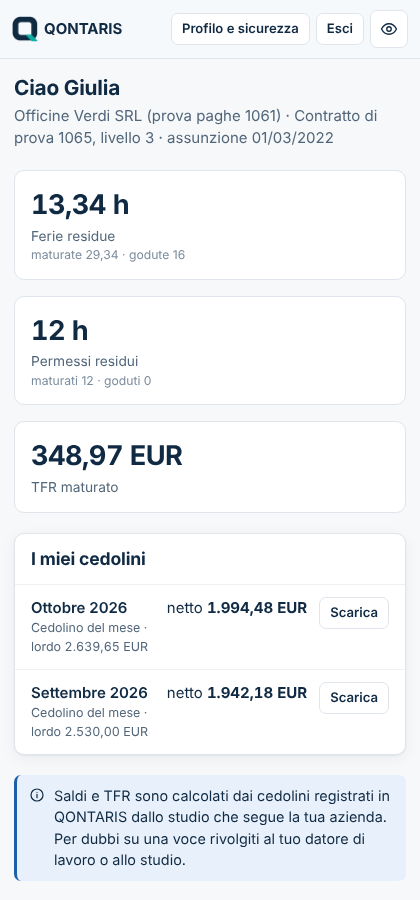 QONTARIS
Profilo e sicurezza
Esci
Ciao Giulia
Officine Verdi SRL (prova paghe 1061) · Contratto di
prova 1065, livello 3 · assunzione 01/03/2022
13,34 h
Ferie residue
maturate 29,34 · godute 16
12 h
Permessi residui
maturati 12 · goduti 0
348,97 EUR
TFR maturato
I miei cedolini
Ottobre 2026 netto 1.994,48 EUR Scarica
Cedolino del mese ·
lordo 2.639,65 EUR
Settembre 2026 netto 1.942,18 EUR Scarica
Cedolino del mese ·
lordo 2.530,00 EUR
Saldi e TFR sono calcolati dai cedolini registrati in
QONTARIS dallo studio che segue la tua azienda.
Per dubbi su una voce rivolgiti al tuo datore di
lavoro o allo studio.